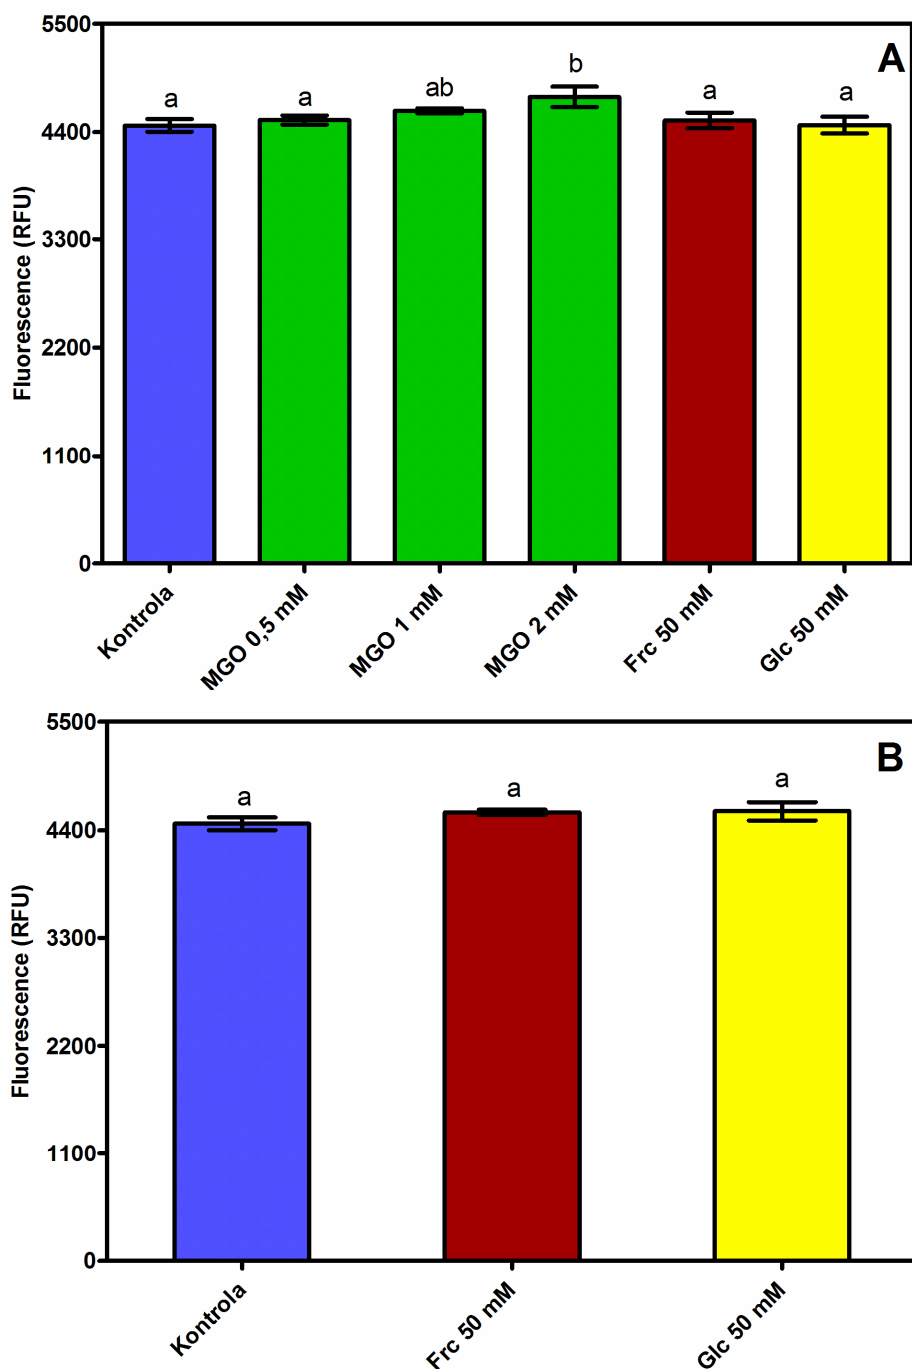 A
5500
4400
3300
2200
1100
0
Fluorescence (RFU)
a
a
ab
b
a
a
Kontrola
MGO 0,5 mM
MGO 1 mM
MGO 2 mM
Frc 50 mM
Glc 50 mM
B
5500
4400
3300
2200
1100
0
Fluorescence (RFU)
a
a
a
Kontrola
Frc 50 mM
Glc 50 mM